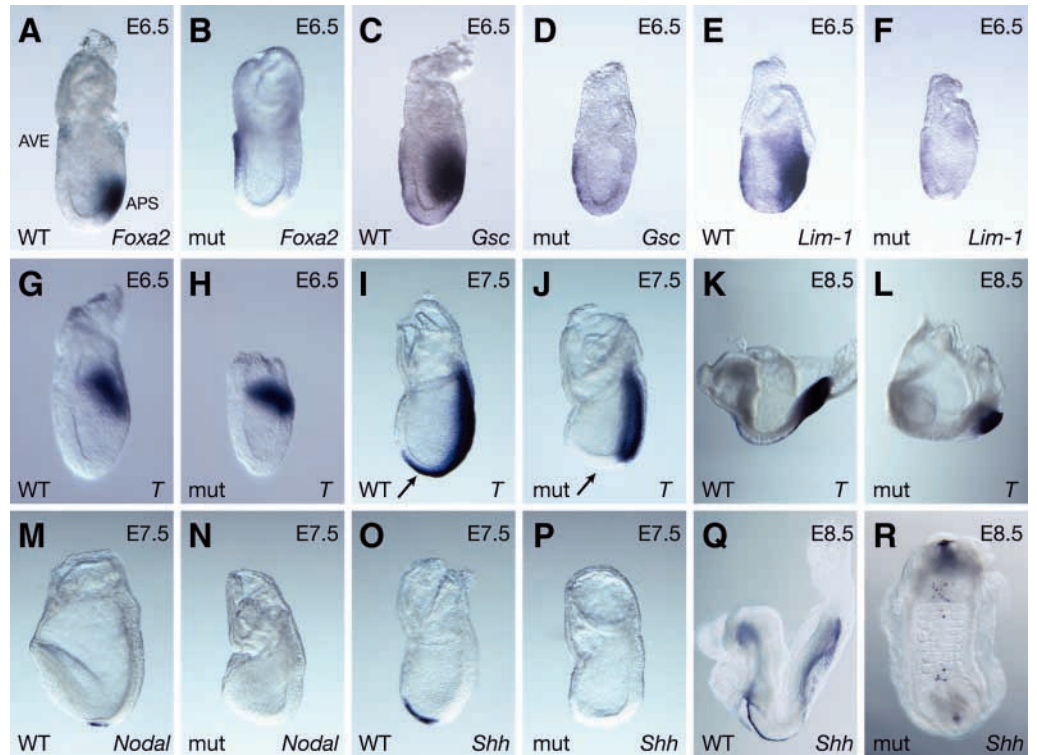 A E6.5 B E6.5 C E6.5 D E6.5 E E6.5 F E6.5
AVE
APS
WT Foxa2 mut Foxa2 WT Gsc mut Gsc WT Lim-1 mut Lim-1
G E6.5 H E6.5 I E7.5 J E7.5 K E8.5 L E8.5
WT T mut T WT T mut T WT T mut T
M E7.5 N E7.5 O E7.5 P E7.5 Q E8.5 R E8.5
WT Nodal mut Nodal WT Shh mut Shh WT Shh mut Shh